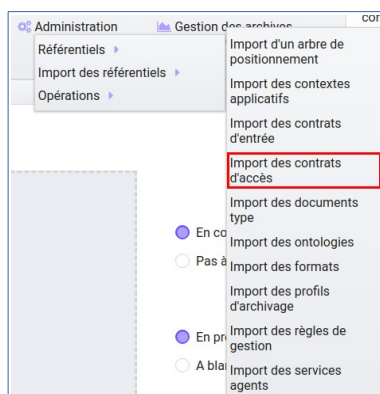 Administration
Gestion des archives
Référentiels
Import des référentiels
Opérations
Import d'un arbre de
positionnement
Import des contextes
applicatifs
Import des contrats
d'entrée
Import des contrats
d'accès
Import des documents
type
Import des ontologies
Import des formats
Import des profils
d'archivage
Import des règles de
gestion
Import des services
agents
En co
Pas à
En pr
A bla